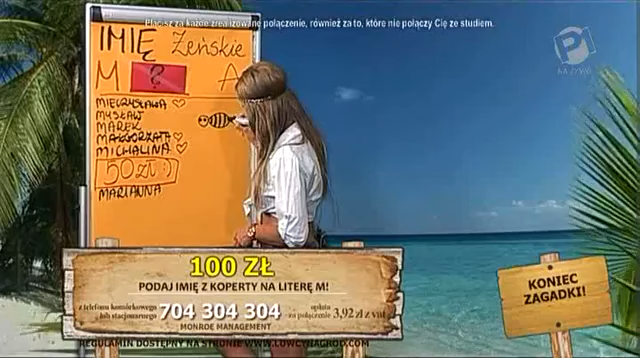 Płacisz za każde zrealizowane połączenie, również za to, które nie połączy Cię ze studiem.
IMIĘ Żeńskie
M ? A
MIECZYSŁAWA
MYSŁAW
MAREK
MAŁGORZATA
MICHALINA
50 ZŁ :)
MARIANNA
P
NA ŻYWO
100 ZŁ
PODAJ IMIĘ Z KOPERTY NA LITERĘ M!
z telefonu komórkowego
lub stacjonarnego
704 304 304
opłata
za połączenie
3,92 zł z vat
MONROE MANAGEMENT
REGULAMIN DOSTĘPNY NA STRONIE WWW.LOWCYNAGROD.COM
KONIEC
ZAGADKI!